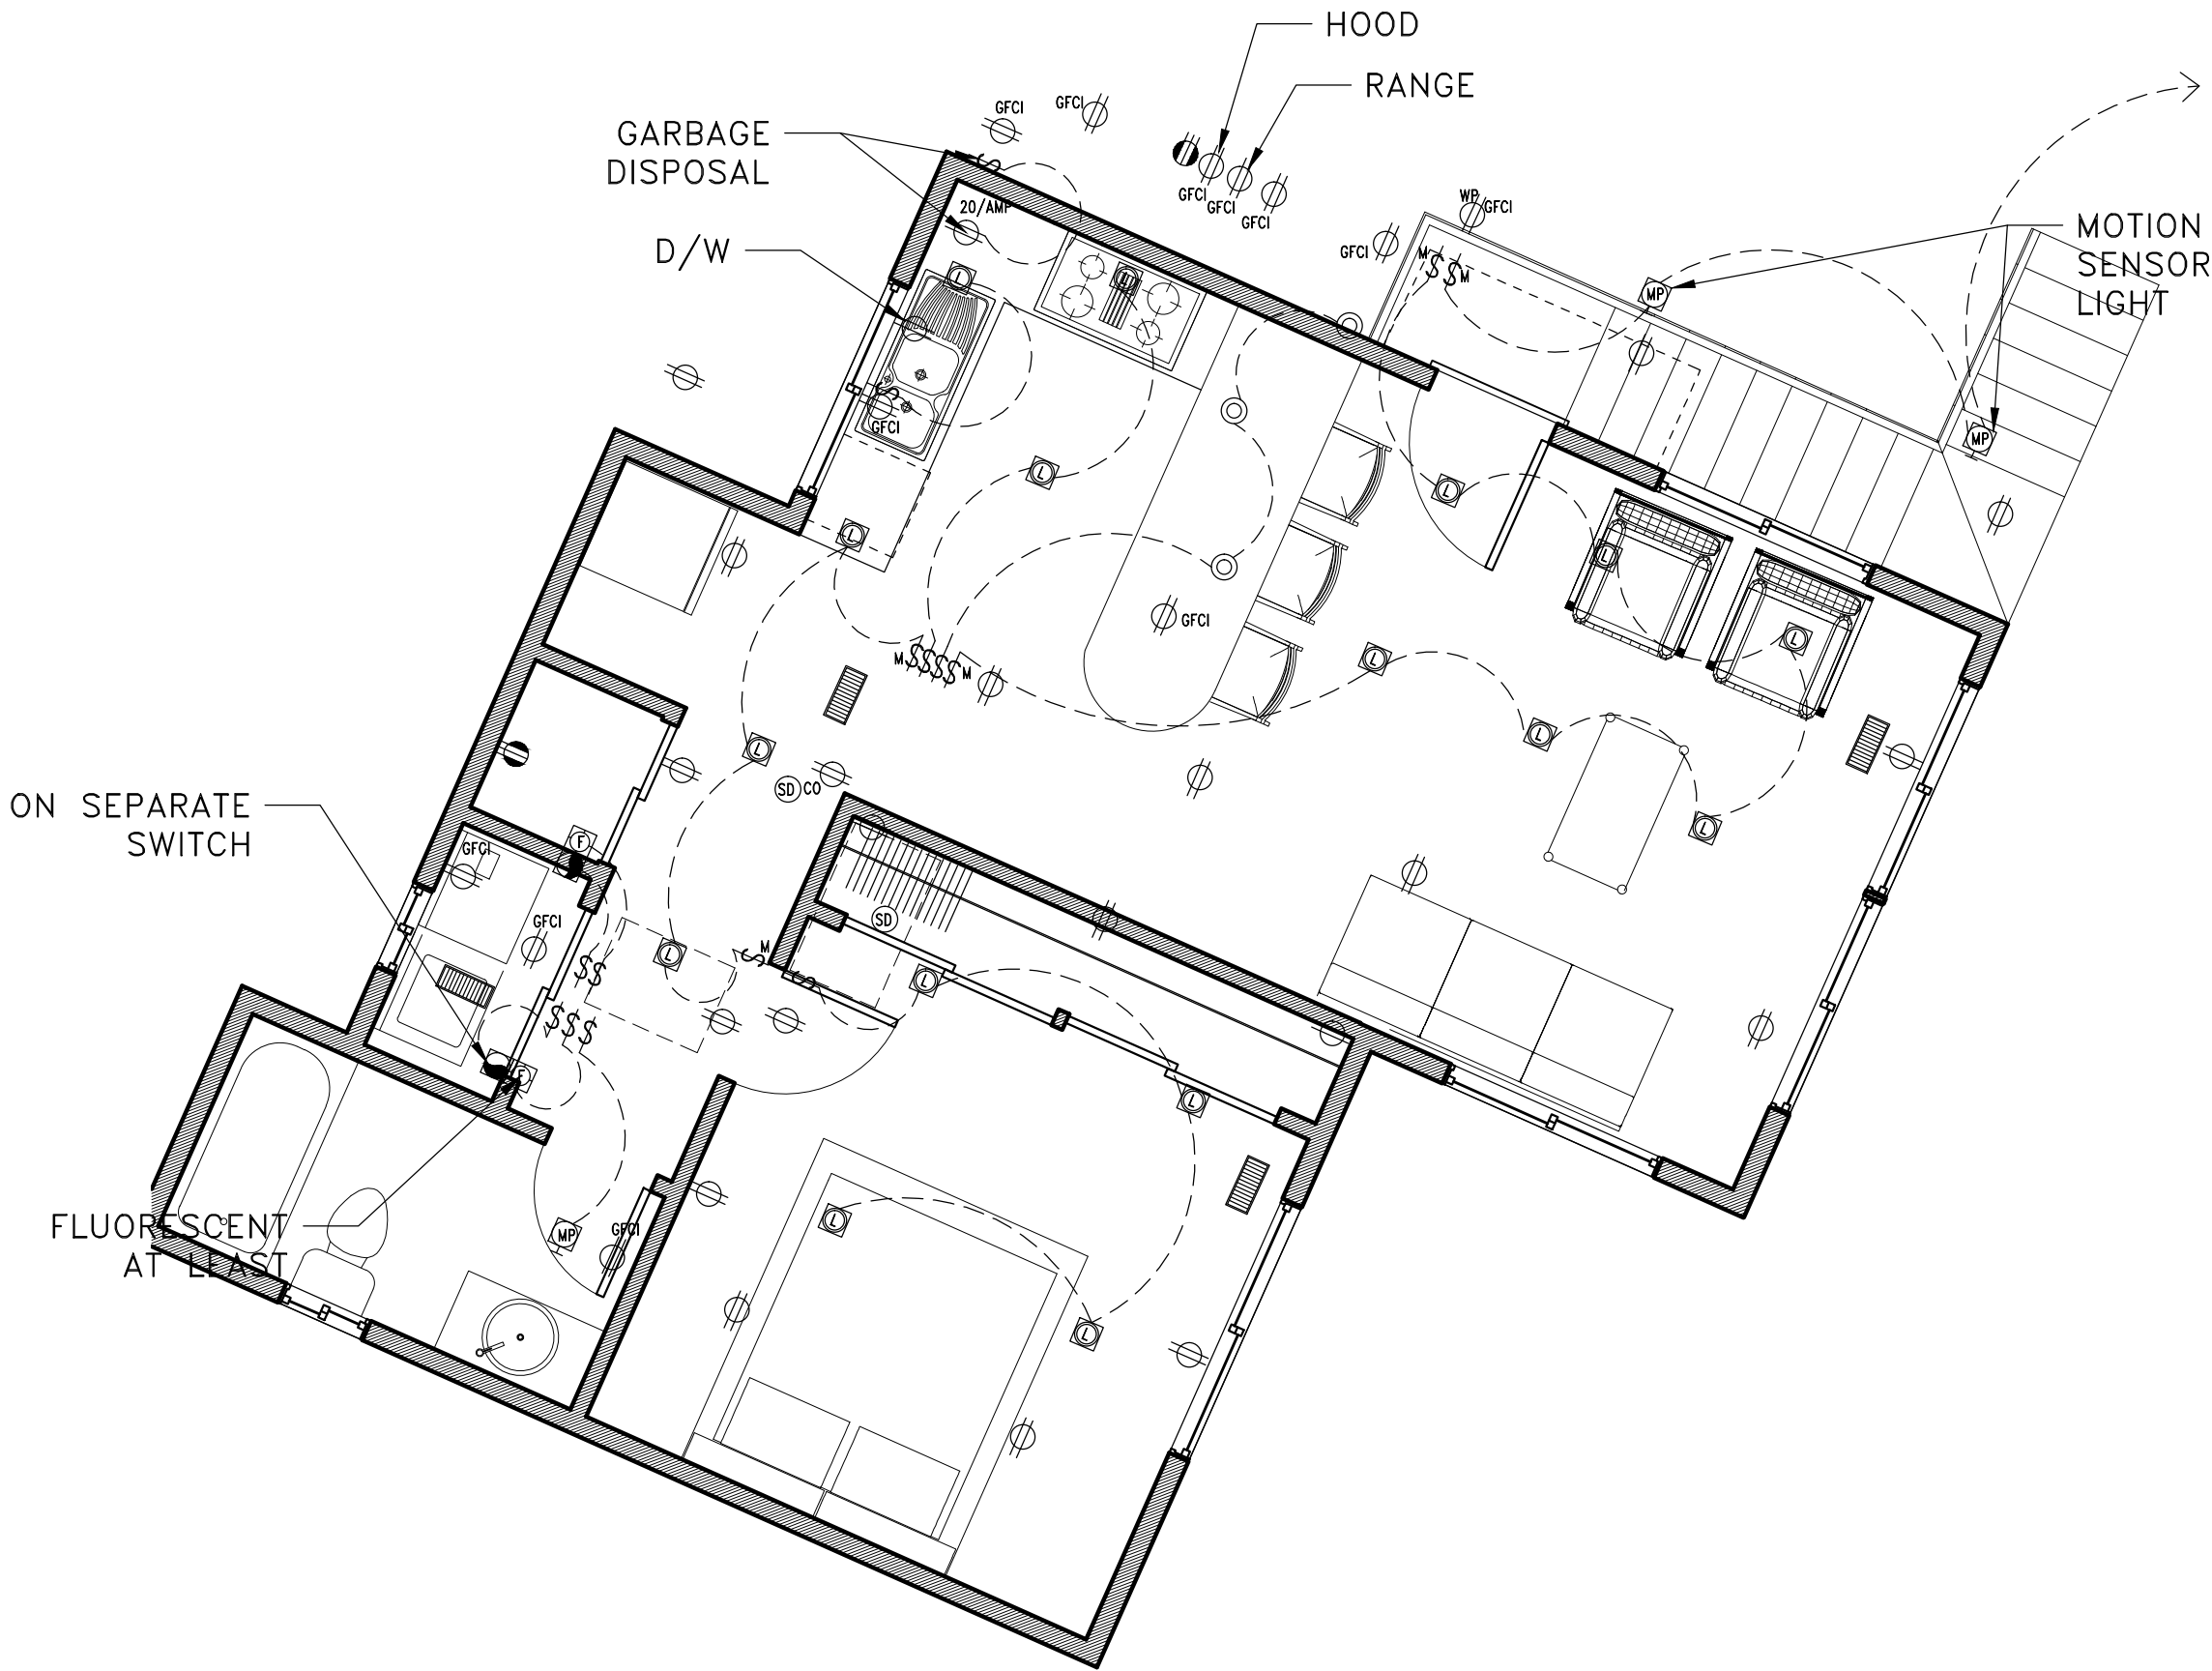 HOOD
RANGE
GFCI
GFCI
GARBAGE
DISPOSAL
20/AMP
D/W
GFCI
GFCI
GFCI
WP
GFCI
GFCI
M $ $ M
MOTION
SENSOR
LIGHT
MP
MP
L
L
S
GFCI
L
L
L
L
L
GFCI
M $ $ $ $ M
L
L
L
L
SD CO
ON SEPARATE
SWITCH
F
GFCI
GFCI
SD
L
S M
S
L
$ $
$ $ $
F
L
FLUORESCENT
AT LEAST
MP
GFCI
L
L